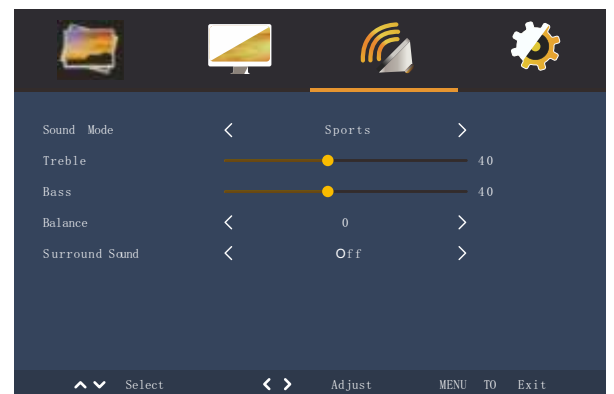 Sound Mode Sports
Treble 40
Bass 40
Balance 0
Surround Sound Off
Select Adjust MENU TO Exit